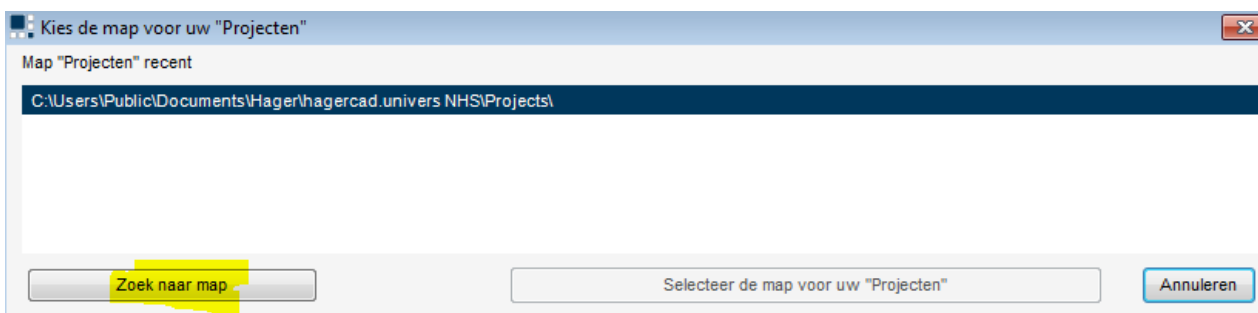 Kies de map voor uw "Projecten"
Map "Projecten" recent
C:\Users\Public\Documents\Hager\hagercad.univers NHS\Projects\
Zoek naar map
Selecteer de map voor uw "Projecten"
Annuleren